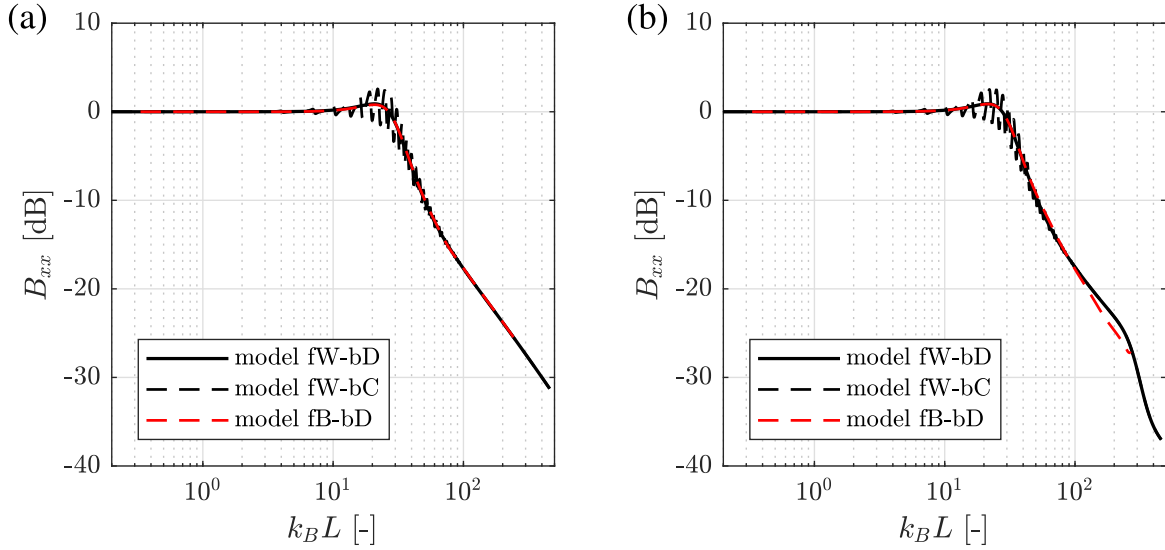 (a)
10
0
-10
-20
-30
-40
B_{xx} [dB]
10^0
10^1
10^2
k_B L [-]
model fW-bD
model fW-bC
model fB-bD
(b)
10
0
-10
-20
-30
-40
B_{xx} [dB]
10^0
10^1
10^2
k_B L [-]
model fW-bD
model fW-bC
model fB-bD